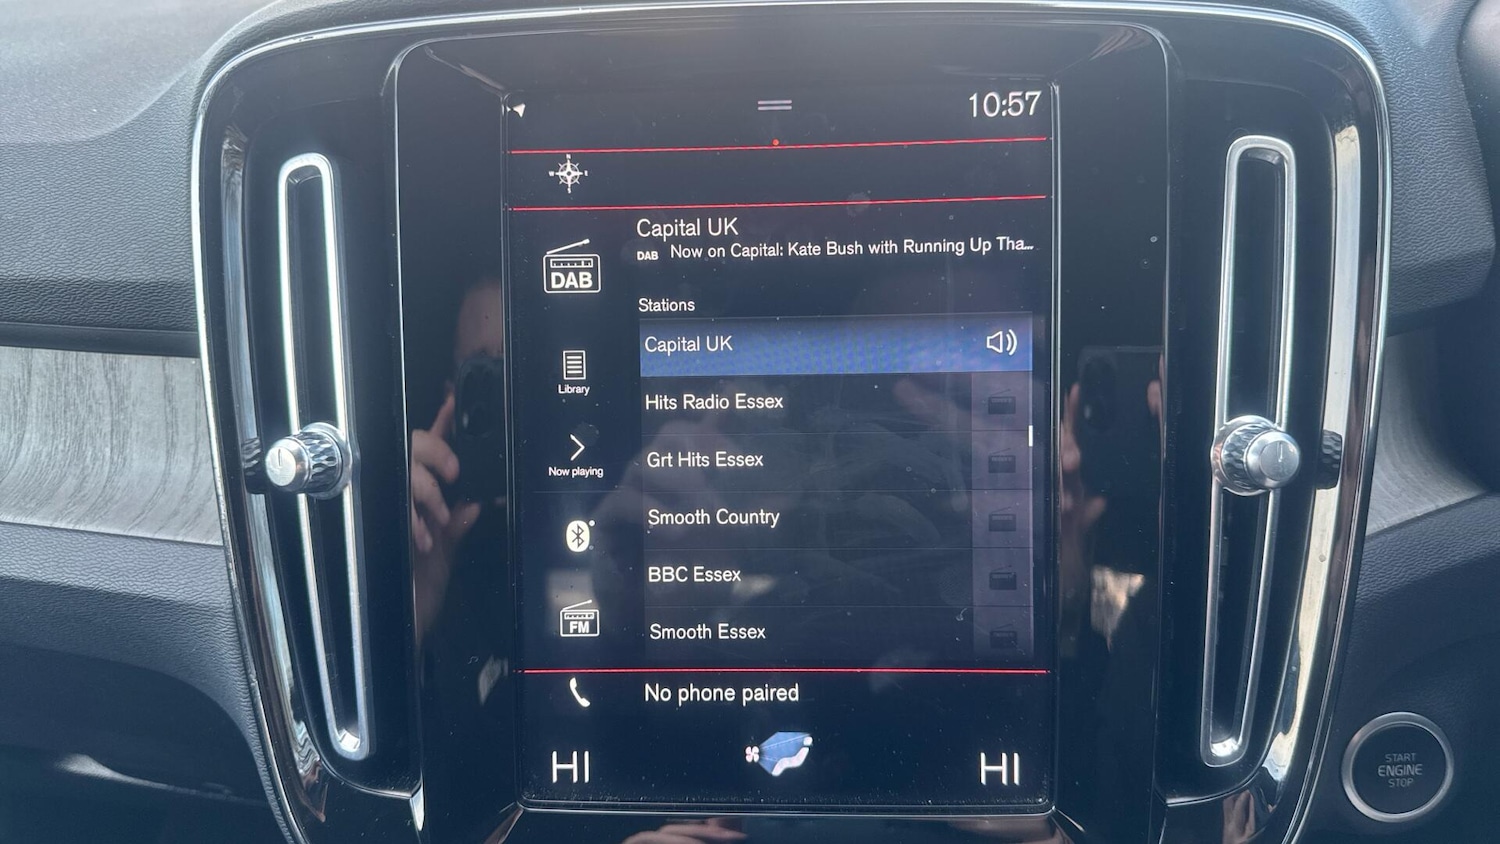 10:57
Capital UK
DAB Now on Capital: Kate Bush with Running Up Tha...
DAB
Stations
Capital UK
Library
Hits Radio Essex
Now playing
Grt Hits Essex
Smooth Country
BBC Essex
FM
Smooth Essex
No phone paired
HI
HI
START
ENGINE
STOP